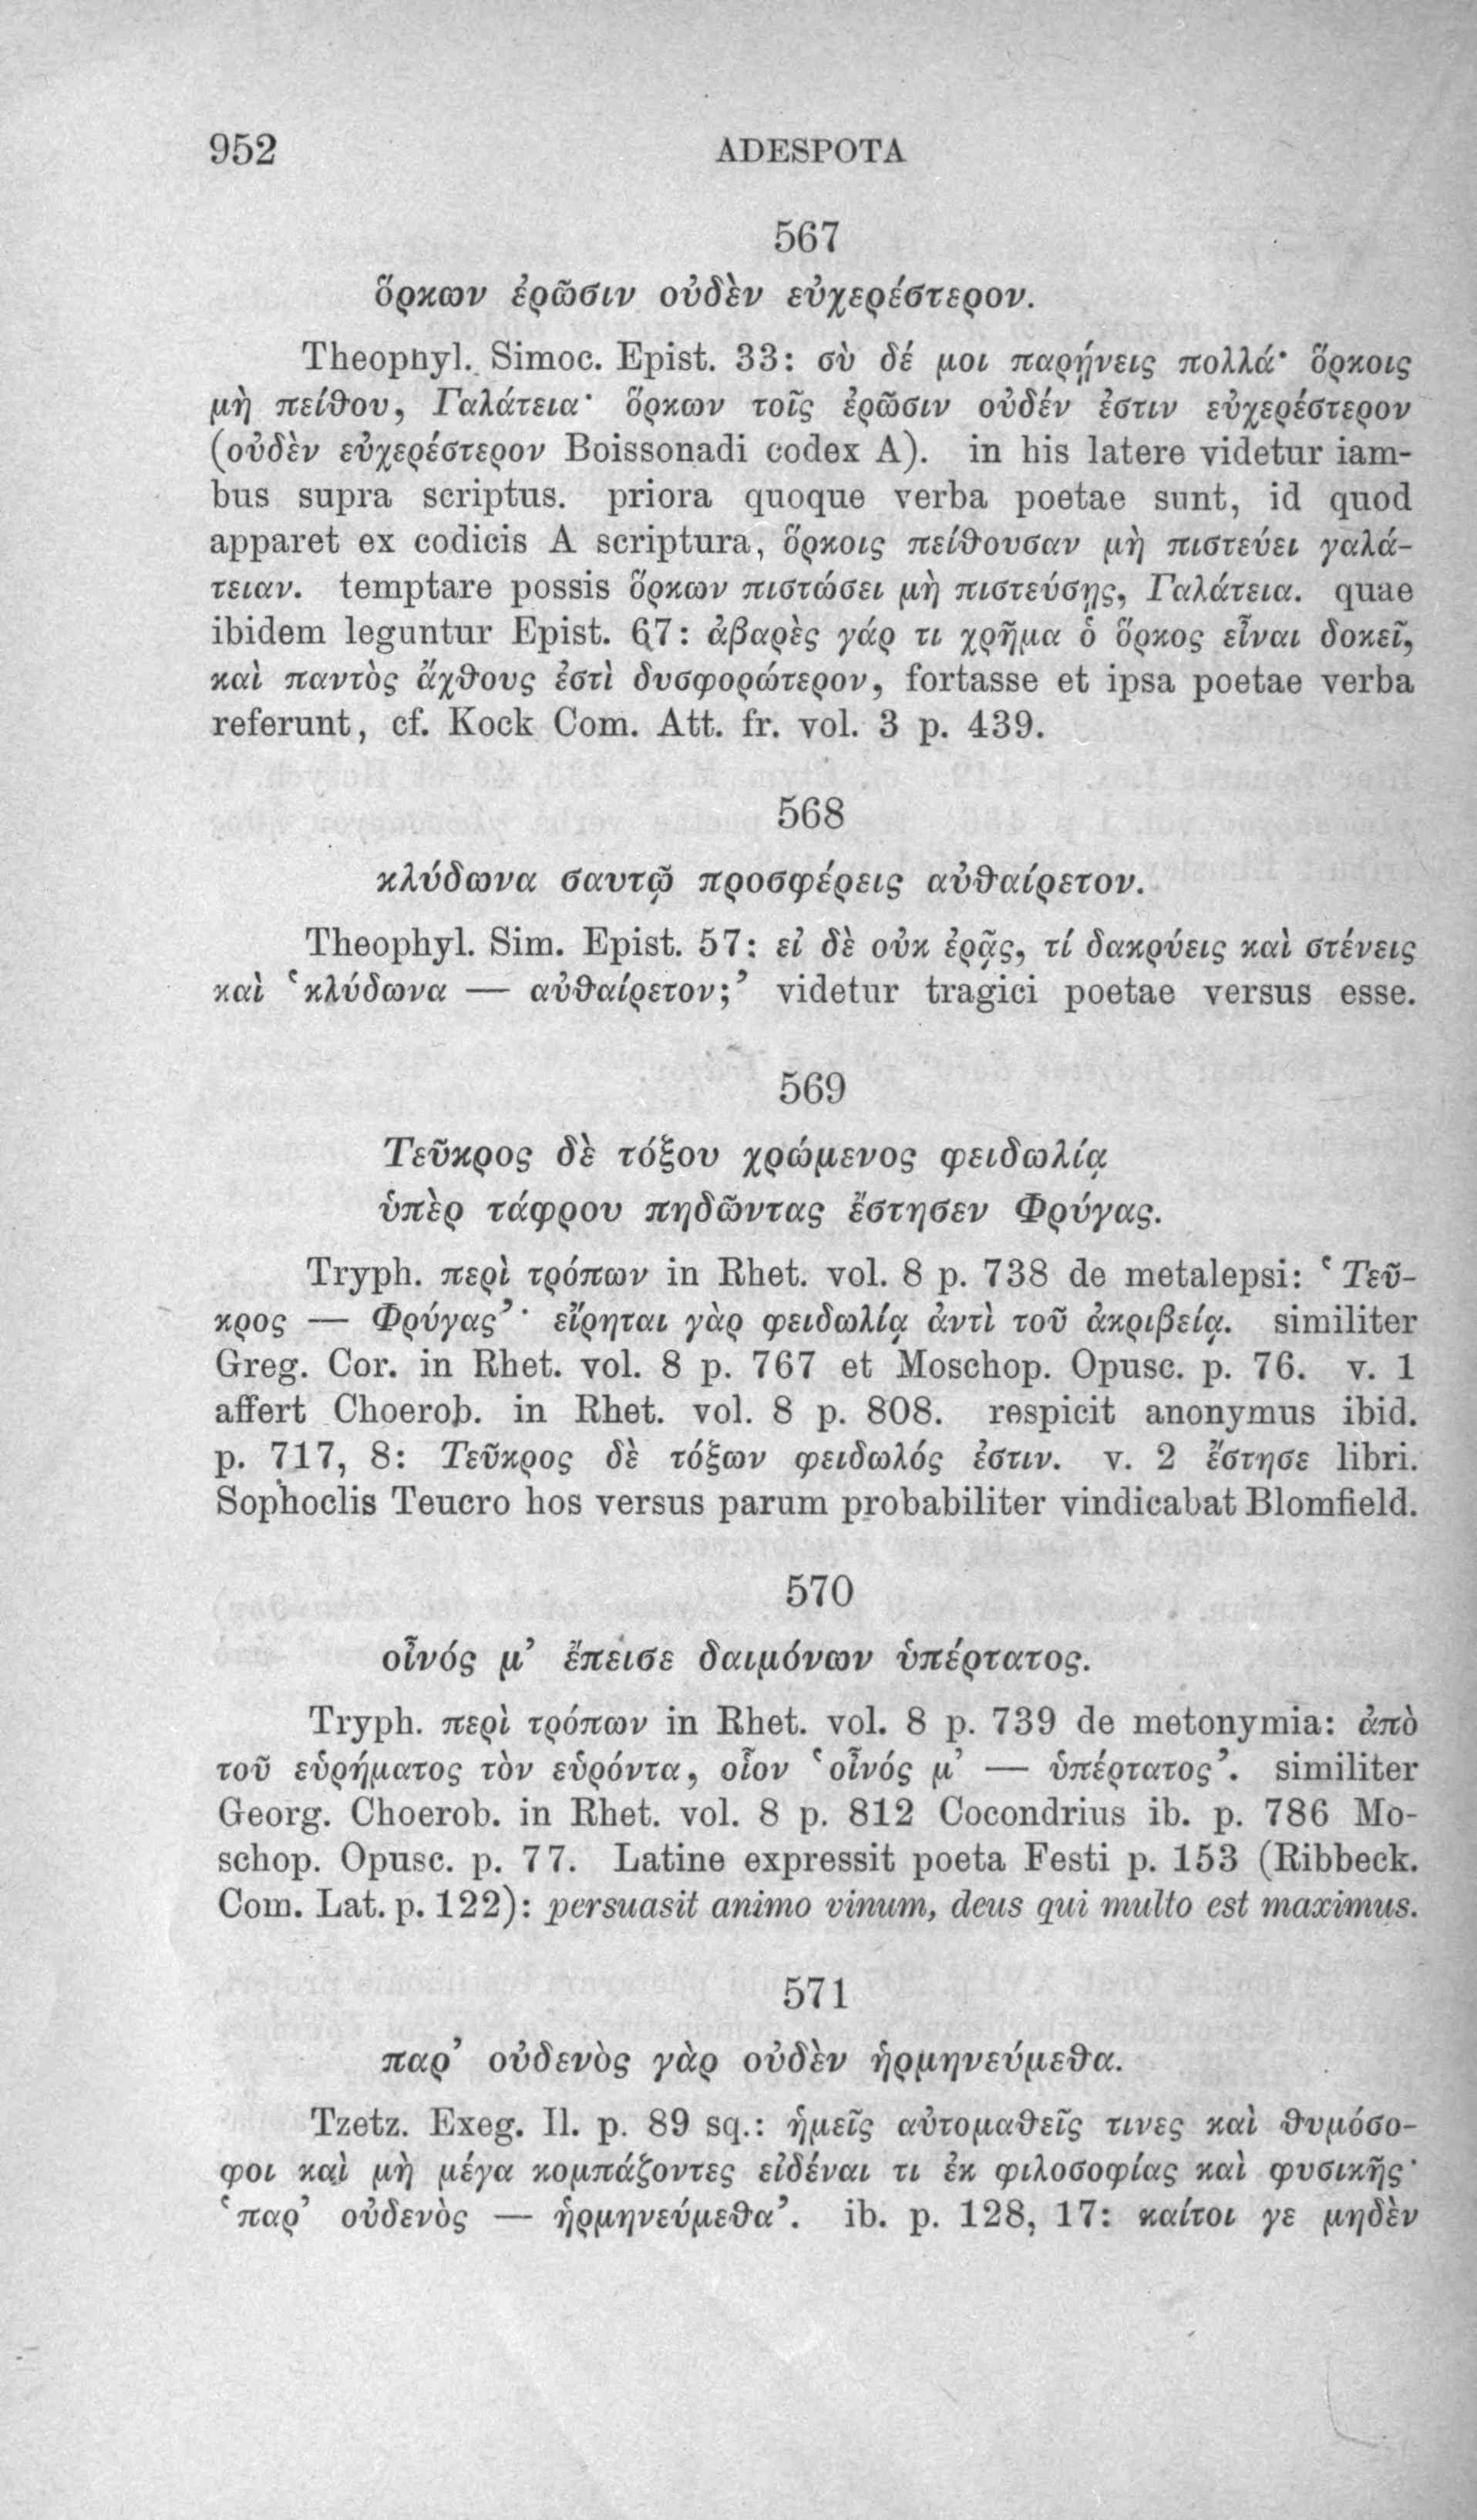 952 ADESPOTA
567
ὅρκων ἐρῶσιν οὐδὲν εὐχερέστερον.
Theophyl. Simoc. Epist. 33: σὺ δέ μοι παρῄνεις πολλά· ὅρκοις
μὴ πείθου, Γαλάτεια· ὅρκων τοῖς ἐρῶσιν οὐδέν ἐστιν εὐχερέστερον
(οὐδὲν εὐχερέστερον Boissonadi codex A). in his latere videtur iam-
bus supra scriptus. priora quoque verba poetae sunt, id quod
apparet ex codicis A scriptura, ὅρκοις πείθουσαν μὴ πιστεύει γαλά-
τειαν. temptare possis ὅρκων πιστώσει μὴ πιστεύσῃς, Γαλάτεια. quae
ibidem leguntur Epist. 67: ἀβαρὲς γάρ τι χρῆμα ὁ ὅρκος εἶναι δοκεῖ,
καὶ παντὸς ἄχθους ἐστὶ δυσφορώτερον, fortasse et ipsa poetae verba
referunt, cf. Kock Com. Att. fr. vol. 3 p. 439.
568
κλύδωνα σαυτῷ προσφέρεις αὐθαίρετον.
Theophyl. Sim. Epist. 57: εἰ δὲ οὐκ ἐρᾷς, τί δακρύεις καὶ στένεις
καὶ ‘κλύδωνα — αὐθαίρετον;’ videtur tragici poetae versus esse.
569
Τεῦκρος δὲ τόξου χρώμενος φειδωλίᾳ
ὑπὲρ τάφρου πηδῶντας ἔστησεν Φρύγας.
Tryph. περὶ τρόπων in Rhet. vol. 8 p. 738 de metalepsi: ‘Τεῦ-
κρος — Φρύγας’· εἴρηται γὰρ φειδωλίᾳ ἀντὶ τοῦ ἀκριβείᾳ. similiter
Greg. Cor. in Rhet. vol. 8 p. 767 et Moschop. Opusc. p. 76. v. 1
affert Choerob. in Rhet. vol. 8 p. 808. respicit anonymus ibid.
p. 717, 8: Τεῦκρος δὲ τόξων φειδωλός ἐστιν. v. 2 ἔστησε libri.
Sophoclis Teucro hos versus parum probabiliter vindicabat Blomfield.
570
οἶνός μ’ ἔπεισε δαιμόνων ὑπέρτατος.
Tryph. περὶ τρόπων in Rhet. vol. 8 p. 739 de metonymia: ἀπὸ
τοῦ εὑρήματος τὸν εὑρόντα, οἷον ‘οἶνός μ’ — ὑπέρτατος’. similiter
Georg. Choerob. in Rhet. vol. 8 p. 812 Cocondrius ib. p. 786 Mo-
schop. Opusc. p. 77. Latine expressit poeta Festi p. 153 (Ribbeck.
Com. Lat. p. 122): persuasit animo vinum, deus qui multo est maximus.
571
παρ’ οὐδενὸς γὰρ οὐδὲν ἡρμηνεύμεθα.
Tzetz. Exeg. Il. p. 89 sq.: ἡμεῖς αὐτομαθεῖς τινες καὶ θυμόσο-
φοι καὶ μὴ μέγα κομπάζοντες εἰδέναι τι ἐκ φιλοσοφίας καὶ φυσικῆς·
‘παρ’ οὐδενὸς — ἡρμηνεύμεθα’. ib. p. 128, 17: καίτοι γε μηδὲν